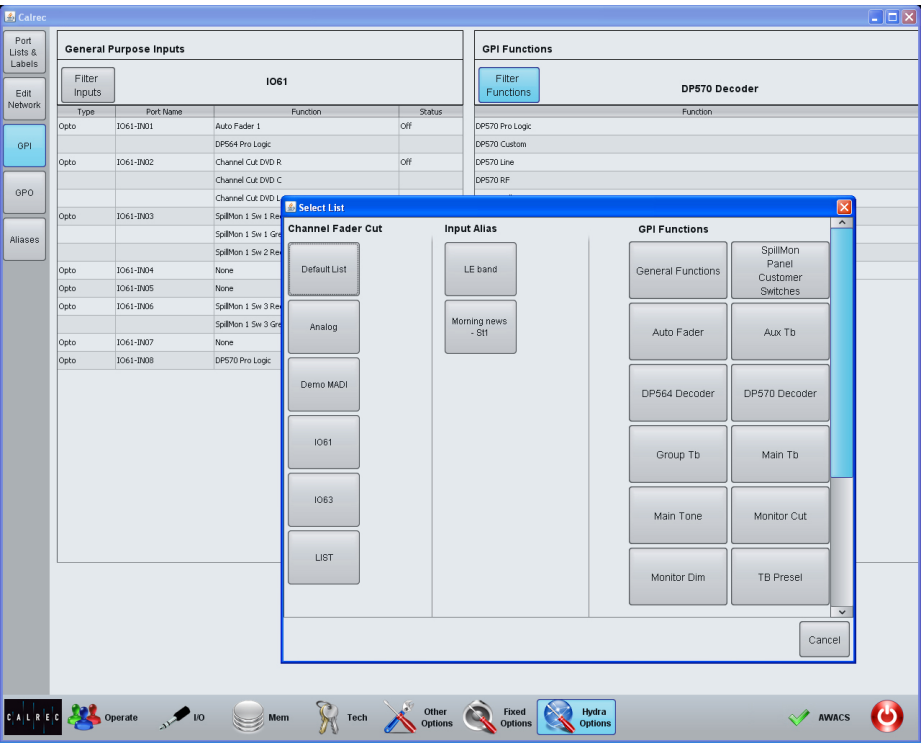 Calrec
Port
Lists &
Labels
Edit
Network
GPI
GPO
Aliases
General Purpose Inputs
Filter
Inputs
IO61
Type Port Name Function Status
Opto IO61-IN01 Auto Fader 1 Off
DP564 Pro Logic
Opto IO61-IN02 Channel Cut DVD R Off
Channel Cut DVD C
Channel Cut DVD L
Opto IO61-IN03 SpillMon 1 Sw 1 Re
SpillMon 1 Sw 1 Gre
SpillMon 1 Sw 2 Re
Opto IO61-IN04 None
Opto IO61-IN05 None
Opto IO61-IN06 SpillMon 1 Sw 3 Re
SpillMon 1 Sw 3 Gre
Opto IO61-IN07 None
Opto IO61-IN08 DP570 Pro Logic
GPI Functions
Filter
Functions
DP570 Decoder
Function
DP570 Pro Logic
DP570 Custom
DP570 Line
DP570 RF
Select List
Channel Fader Cut
Default List
Analog
Demo MADI
IO61
IO63
LIST
Input Alias
LE band
Morning news
- St1
GPI Functions
General Functions
SpillMon
Panel
Customer
Switches
Auto Fader
Aux Tb
DP564 Decoder
DP570 Decoder
Group Tb
Main Tb
Main Tone
Monitor Cut
Monitor Dim
TB Presel
Cancel
CALREC
Operate
I/O
Mem
Tech
Other
Options
Fixed
Options
Hydra
Options
AWACS